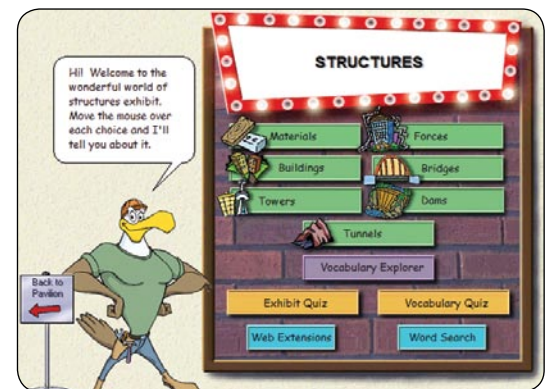 STRUCTURES
Hi! Welcome to the
wonderful world of
structures exhibit.
Move the mouse over
each choice and I'll
tell you about it.
Materials
Forces
Buildings
Bridges
Towers
Dams
Tunnels
Vocabulary Explorer
Exhibit Quiz
Vocabulary Quiz
Web Extensions
Word Search
Back to
Pavilion